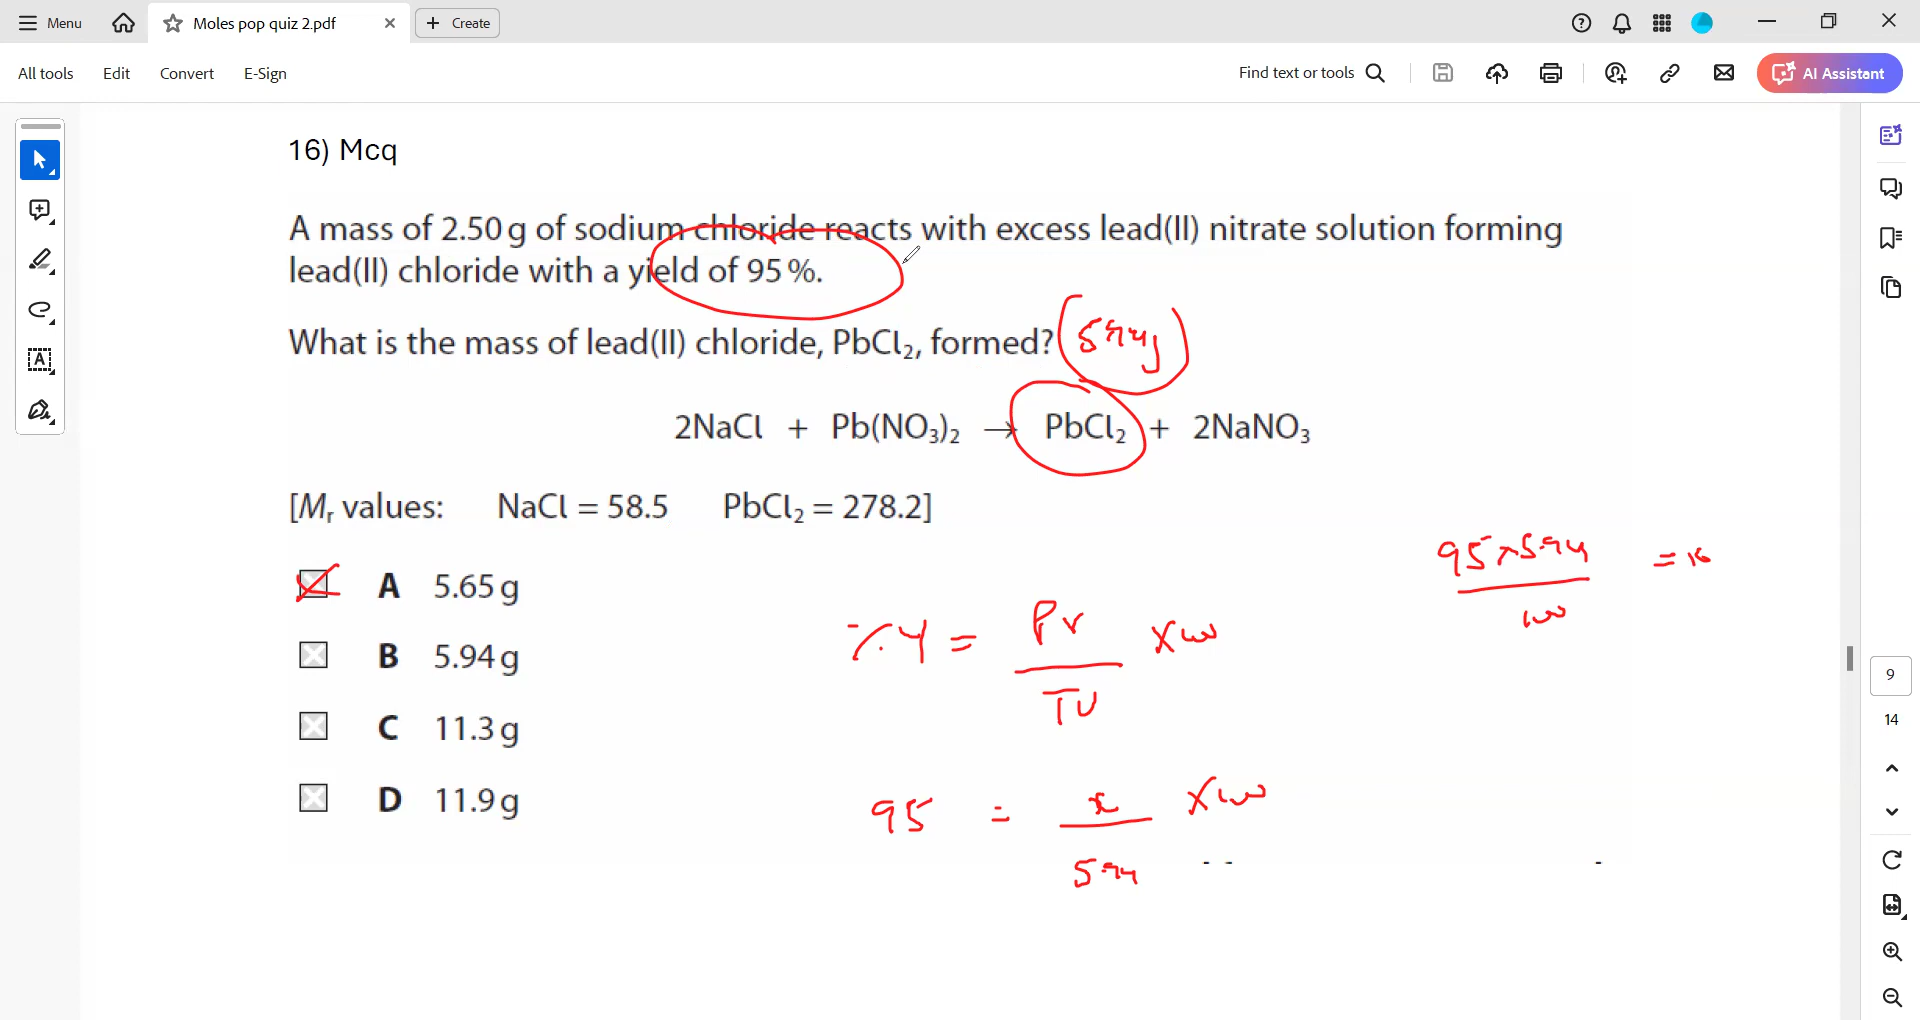 Menu
Moles pop quiz 2.pdf
Create
All tools Edit Convert E-Sign
Find text or tools
AI Assistant
16) Mcq
A mass of 2.50 g of sodium chloride reacts with excess lead(II) nitrate solution forming
lead(II) chloride with a yield of 95 %.
What is the mass of lead(II) chloride, PbCl₂, formed?
2NaCl + Pb(NO₃)₂ → PbCl₂ + 2NaNO₃
[Mᵣ values: NaCl = 58.5 PbCl₂ = 278.2]
A 5.65 g
B 5.94 g
C 11.3 g
D 11.9 g
95 × 5.94
100
% Y =
× 100
95 = x × 100
5.94
9
14